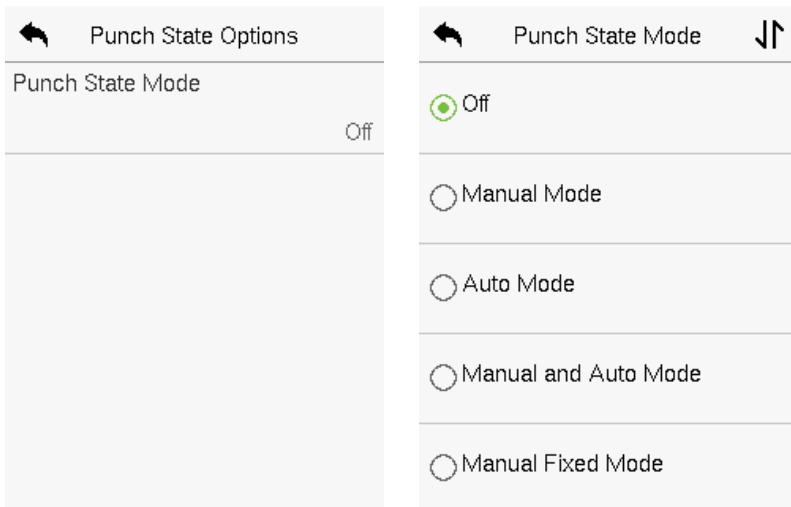 Punch State Options
Punch State Mode
Off
Punch State Mode
Off
Manual Mode
Auto Mode
Manual and Auto Mode
Manual Fixed Mode